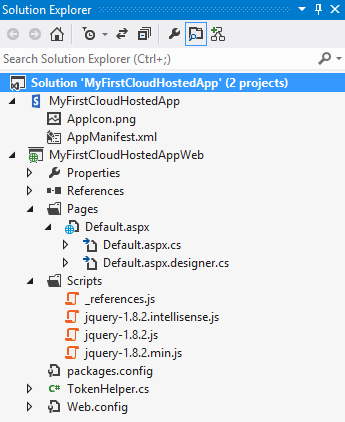 Solution Explorer
Search Solution Explorer (Ctrl+;)
Solution 'MyFirstCloudHostedApp' (2 projects)
MyFirstCloudHostedApp
AppIcon.png
AppManifest.xml
MyFirstCloudHostedAppWeb
Properties
References
Pages
Default.aspx
Default.aspx.cs
Default.aspx.designer.cs
Scripts
_references.js
jquery-1.8.2.intellisense.js
jquery-1.8.2.js
jquery-1.8.2.min.js
packages.config
C# TokenHelper.cs
Web.config